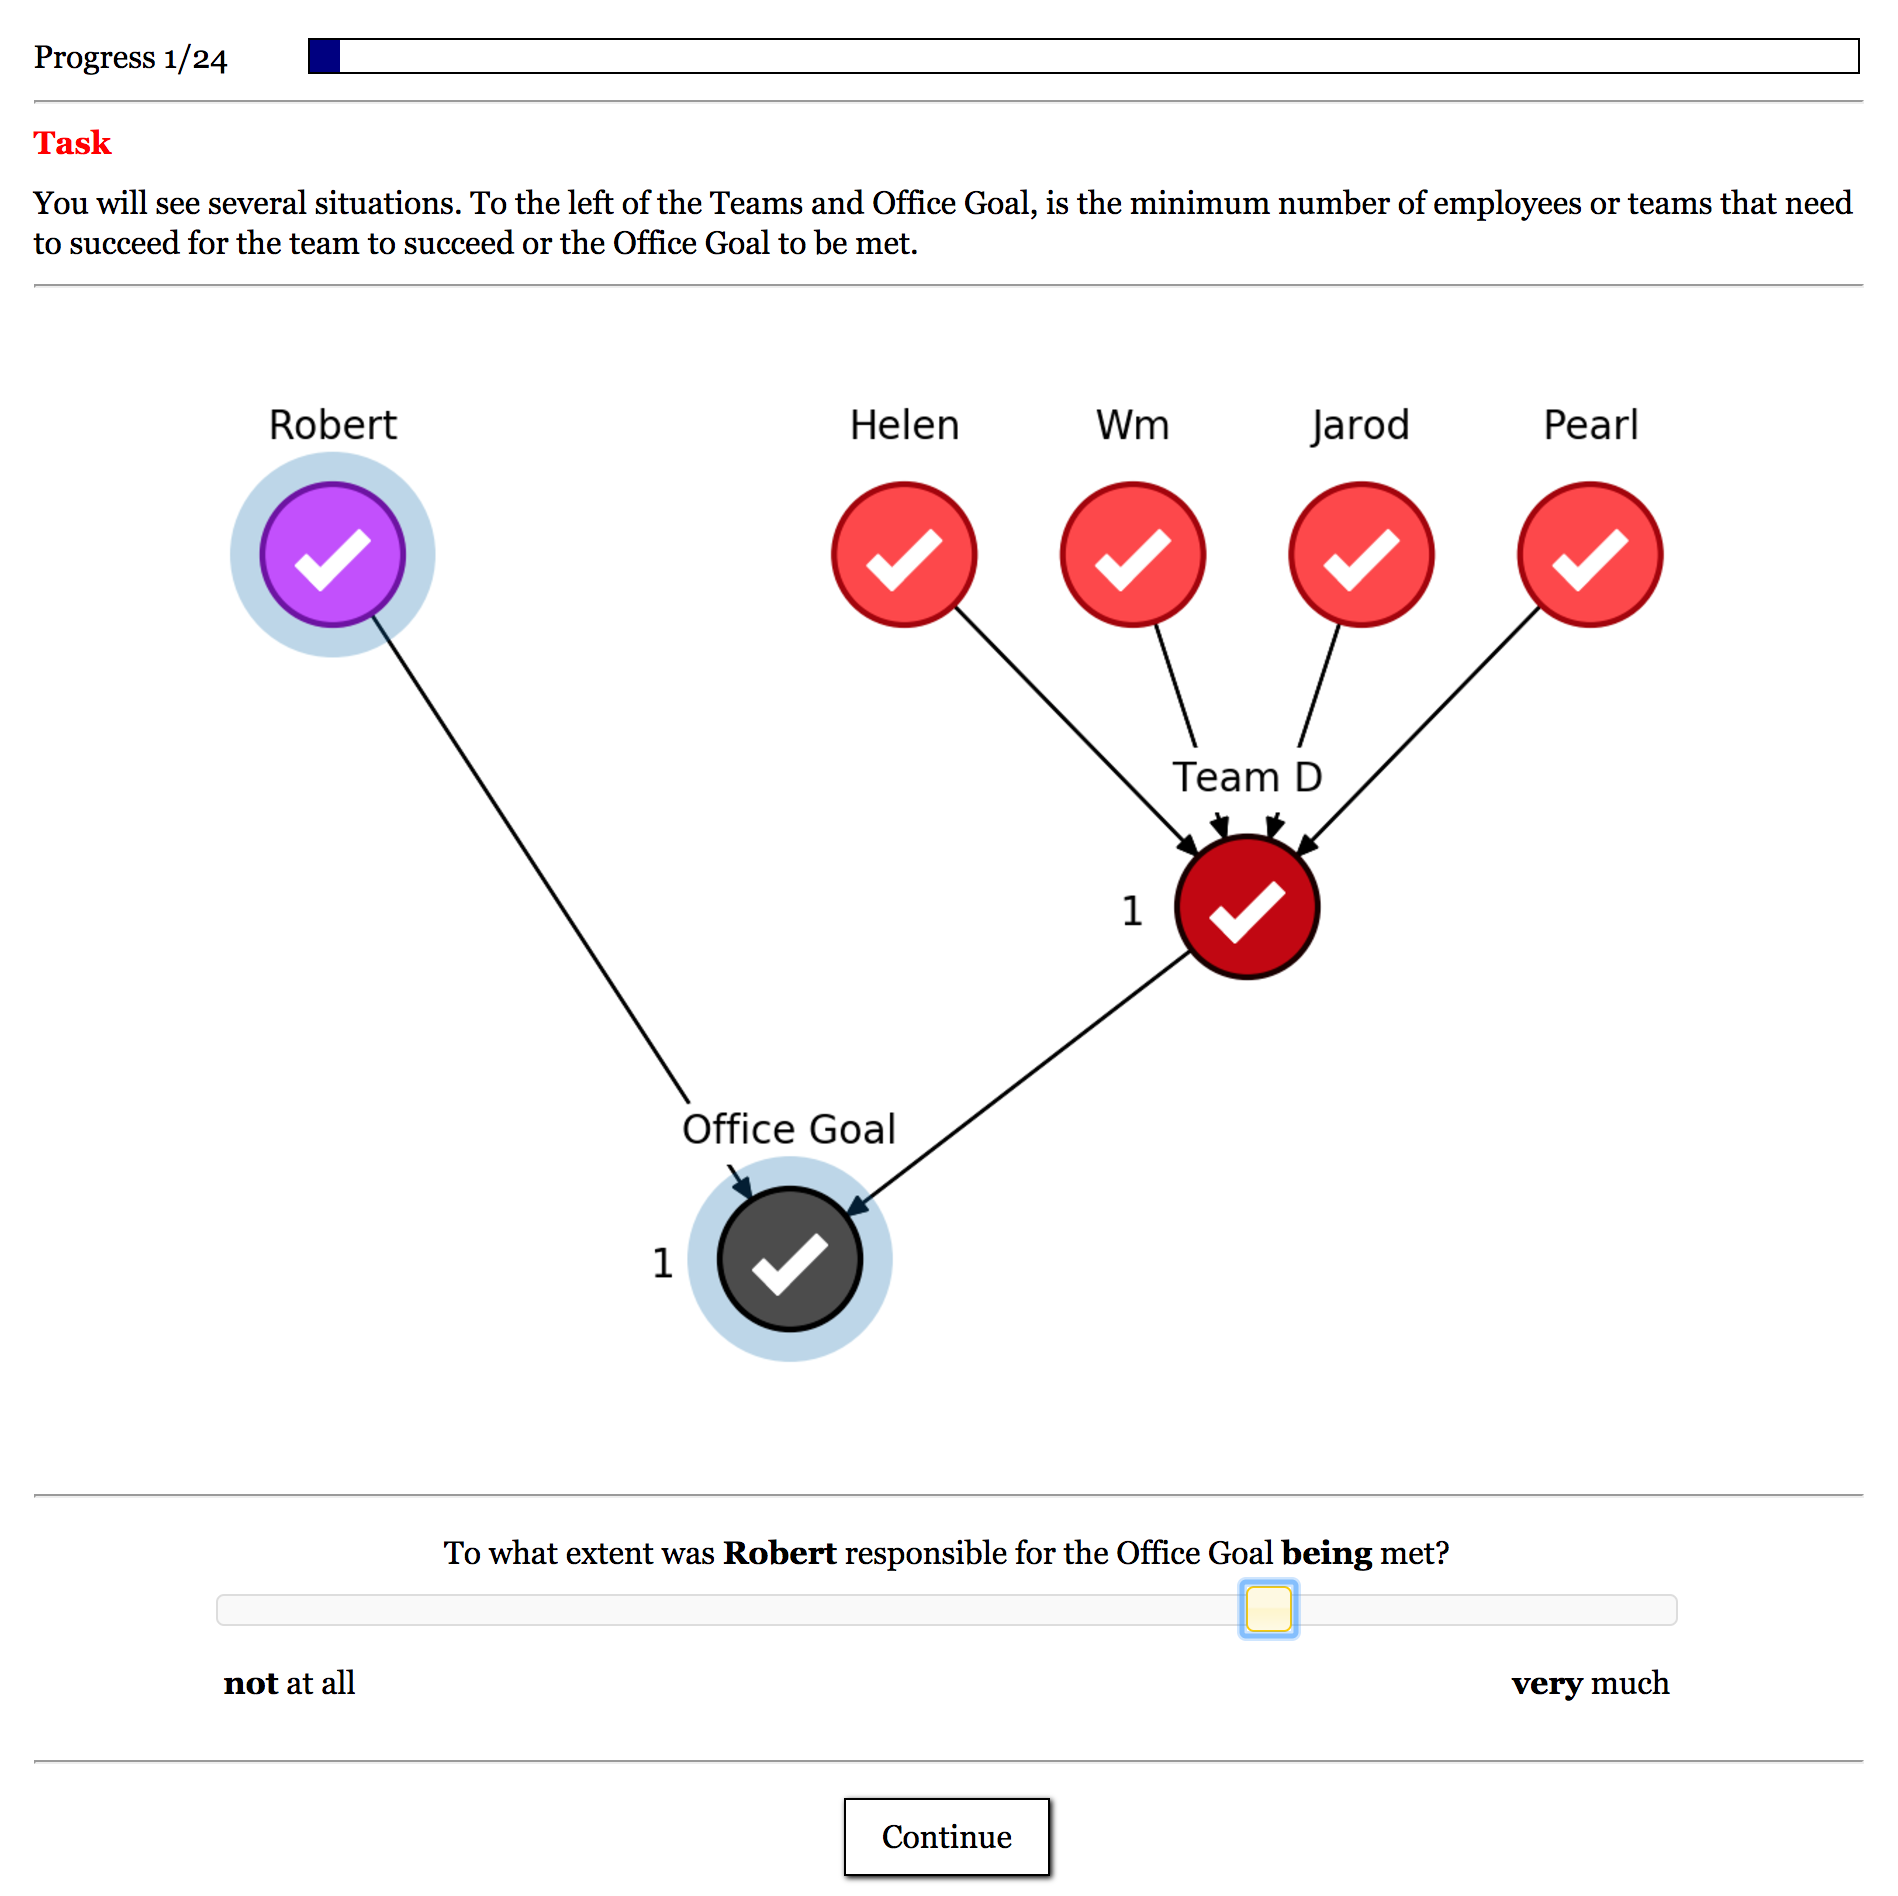 Progress 1/24
Task
You will see several situations. To the left of the Teams and Office Goal, is the minimum number of employees or teams that need
to succeed for the team to succeed or the Office Goal to be met.
Robert Helen Wm Jarod Pearl
Team D
1
Office Goal
1
To what extent was Robert responsible for the Office Goal being met?
not at all very much
Continue